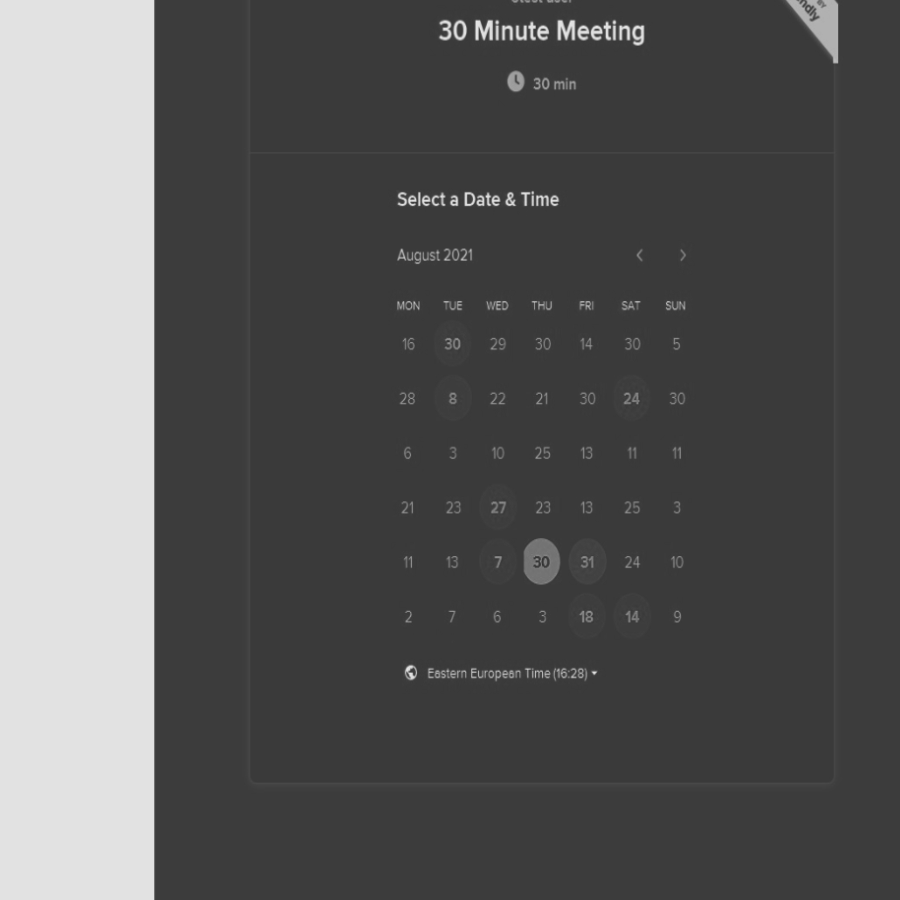 30 Minute Meeting
30 min
Select a Date & Time
August 2021
MON TUE WED THU FRI SAT SUN
16 30 29 30 14 30 5
28 8 22 21 30 24 30
6 3 10 25 13 11 11
21 23 27 23 13 25 3
11 13 7 30 31 24 10
2 7 6 3 18 14 9
Eastern European Time (16:28)